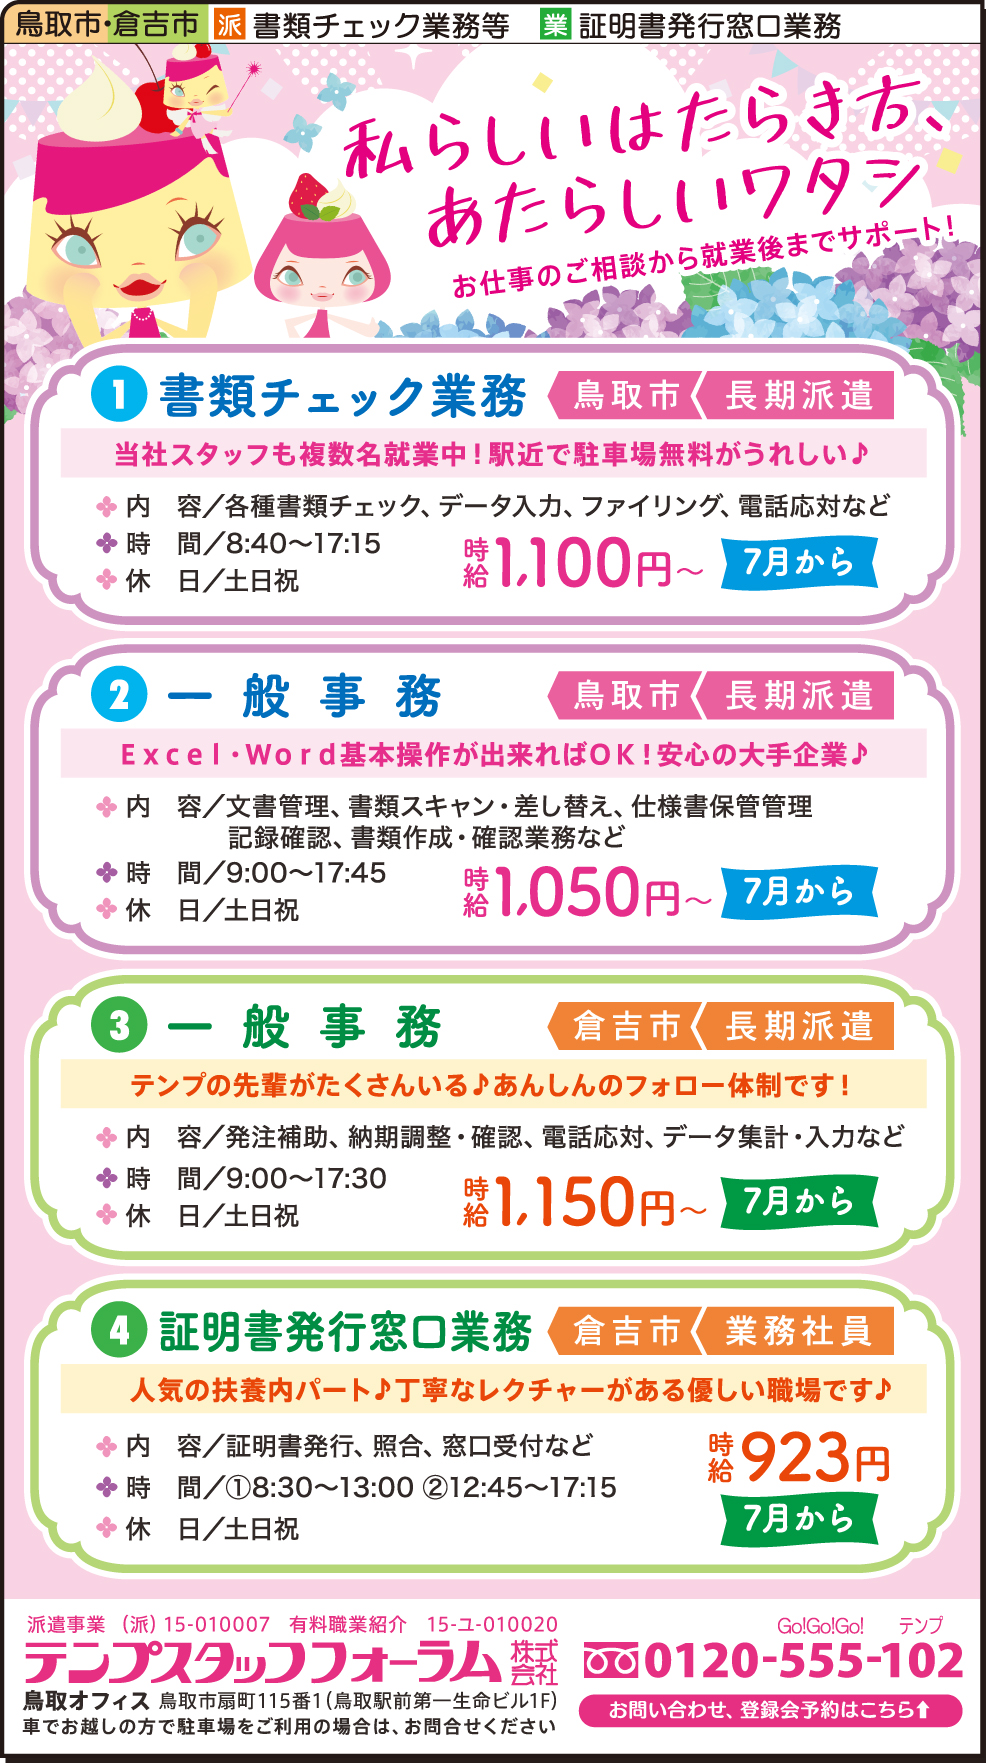 鳥取市・倉吉市 派 書類チェック業務等 業 証明書発行窓口業務
私らしいはたらき方、
あたらしいワタシ
お仕事のご相談から就業後までサポート！
1 書類チェック業務 鳥取市 長期派遣
当社スタッフも複数名就業中！駅近で駐車場無料がうれしい♪
内　容／各種書類チェック、データ入力、ファイリング、電話応対など
時　間／8:40〜17:15
休　日／土日祝
時給1,100円〜 7月から
2 一般事務 鳥取市 長期派遣
Excel・Word基本操作が出来ればOK！安心の大手企業♪
内　容／文書管理、書類スキャン・差し替え、仕様書保管管理
記録確認、書類作成・確認業務など
時　間／9:00〜17:45
休　日／土日祝
時給1,050円〜 7月から
3 一般事務 倉吉市 長期派遣
テンプの先輩がたくさんいる♪あんしんのフォロー体制です！
内　容／発注補助、納期調整・確認、電話応対、データ集計・入力など
時　間／9:00〜17:30
休　日／土日祝
時給1,150円〜 7月から
4 証明書発行窓口業務 倉吉市 業務社員
人気の扶養内パート♪丁寧なレクチャーがある優しい職場です♪
内　容／証明書発行、照合、窓口受付など
時　間／①8:30〜13:00 ②12:45〜17:15
休　日／土日祝
時給923円
7月から
派遣事業 （派）15-010007 有料職業紹介 15-ユ-010020
テンプスタッフフォーラム株式会社
鳥取オフィス 鳥取市扇町115番1（鳥取駅前第一生命ビル1F）
車でお越しの方で駐車場をご利用の場合は、お問合せください
Go!Go!Go! テンプ
0120-555-102
お問い合わせ、登録会予約はこちら⬆